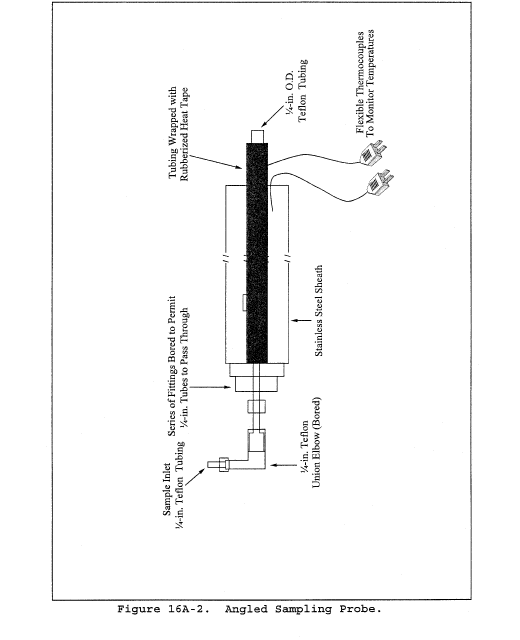 Sample Inlet
¼-in. Teflon Tubing
Series of Fittings Bored to Permit
¼-in. Tubes to Pass Through
Tubing Wrapped with
Rubberized Heat Tape
¼-in. O.D.
Teflon Tubing
Flexible Thermocouples
To Monitor Temperatures
Stainless Steel Sheath
¼-in. Teflon
Union Elbow (Bored)
Figure 16A-2. Angled Sampling Probe.